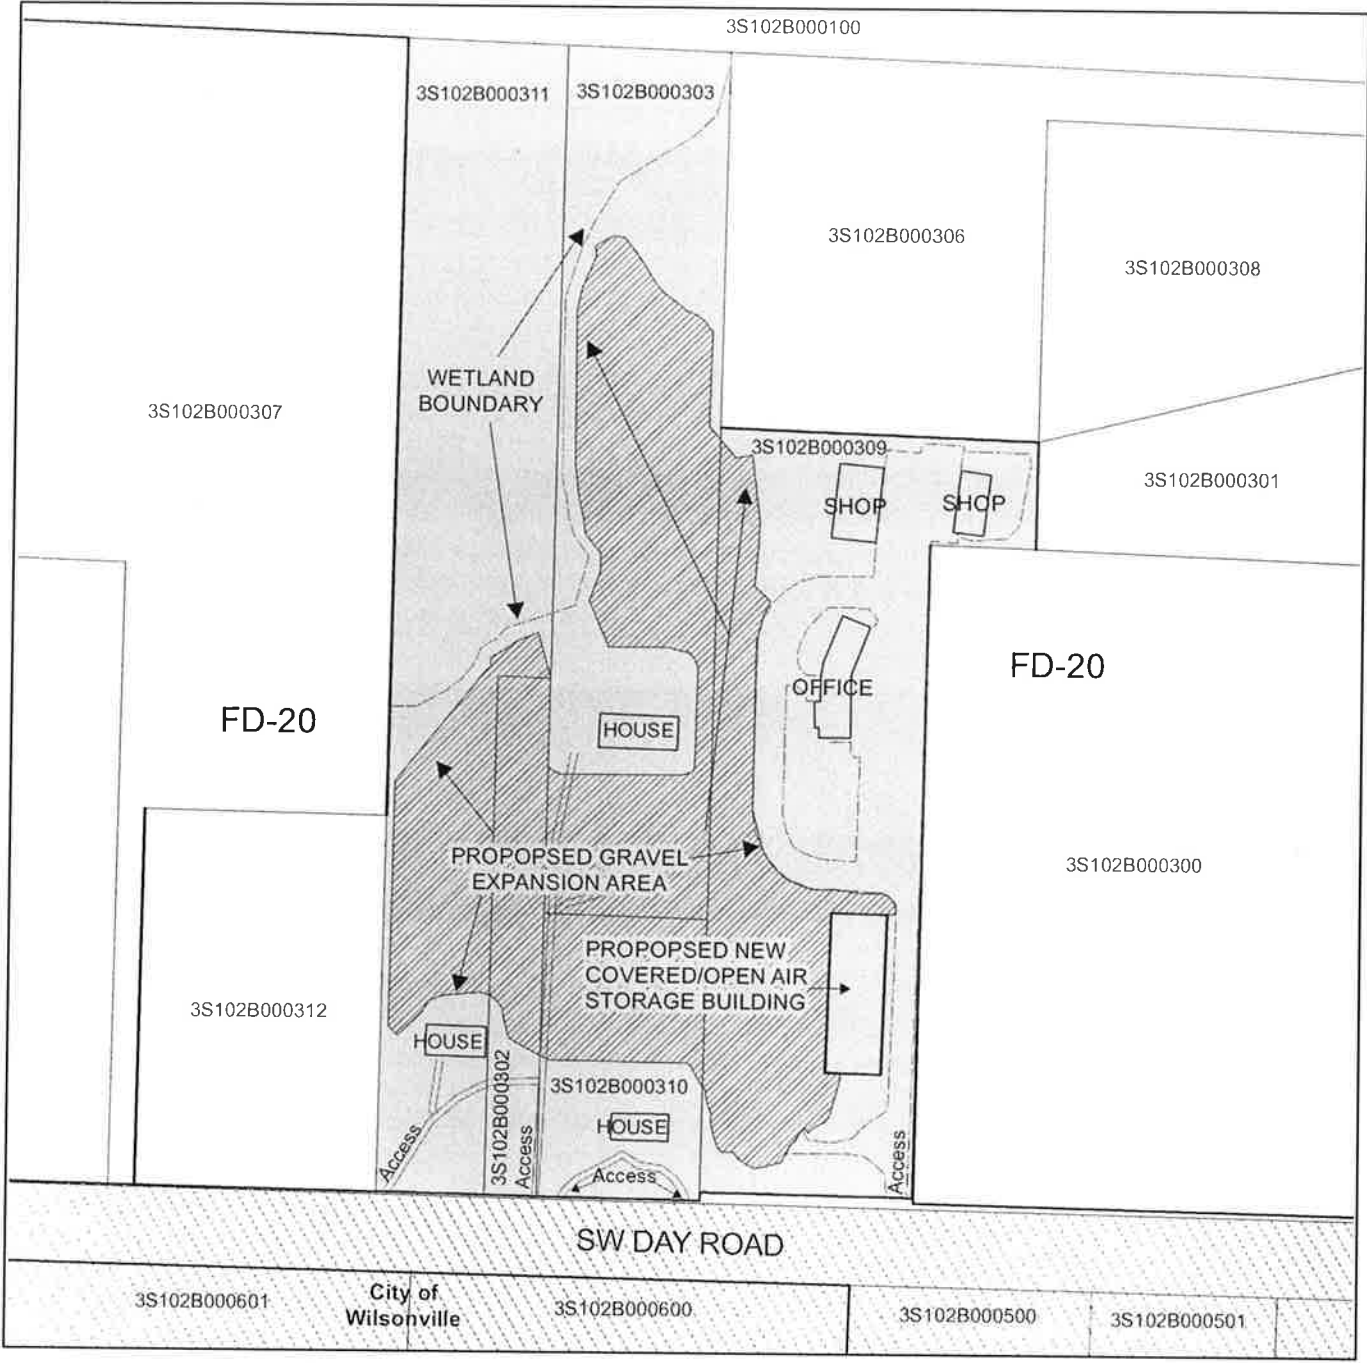 3S102B000100
3S102B000311
3S102B000303
3S102B000306
3S102B000308
WETLAND
BOUNDARY
3S102B000307
3S102B000309
3S102B000301
SHOP
SHOP
FD-20
OFFICE
FD-20
HOUSE
PROPOPSED GRAVEL
EXPANSION AREA
3S102B000300
PROPOPSED NEW
COVERED/OPEN AIR
STORAGE BUILDING
3S102B000312
HOUSE
3S102B000302
3S102B000310
HOUSE
Access
Access
Access
Access
SW DAY ROAD
3S102B000601
City of
Wilsonville
3S102B000600
3S102B000500
3S102B000501